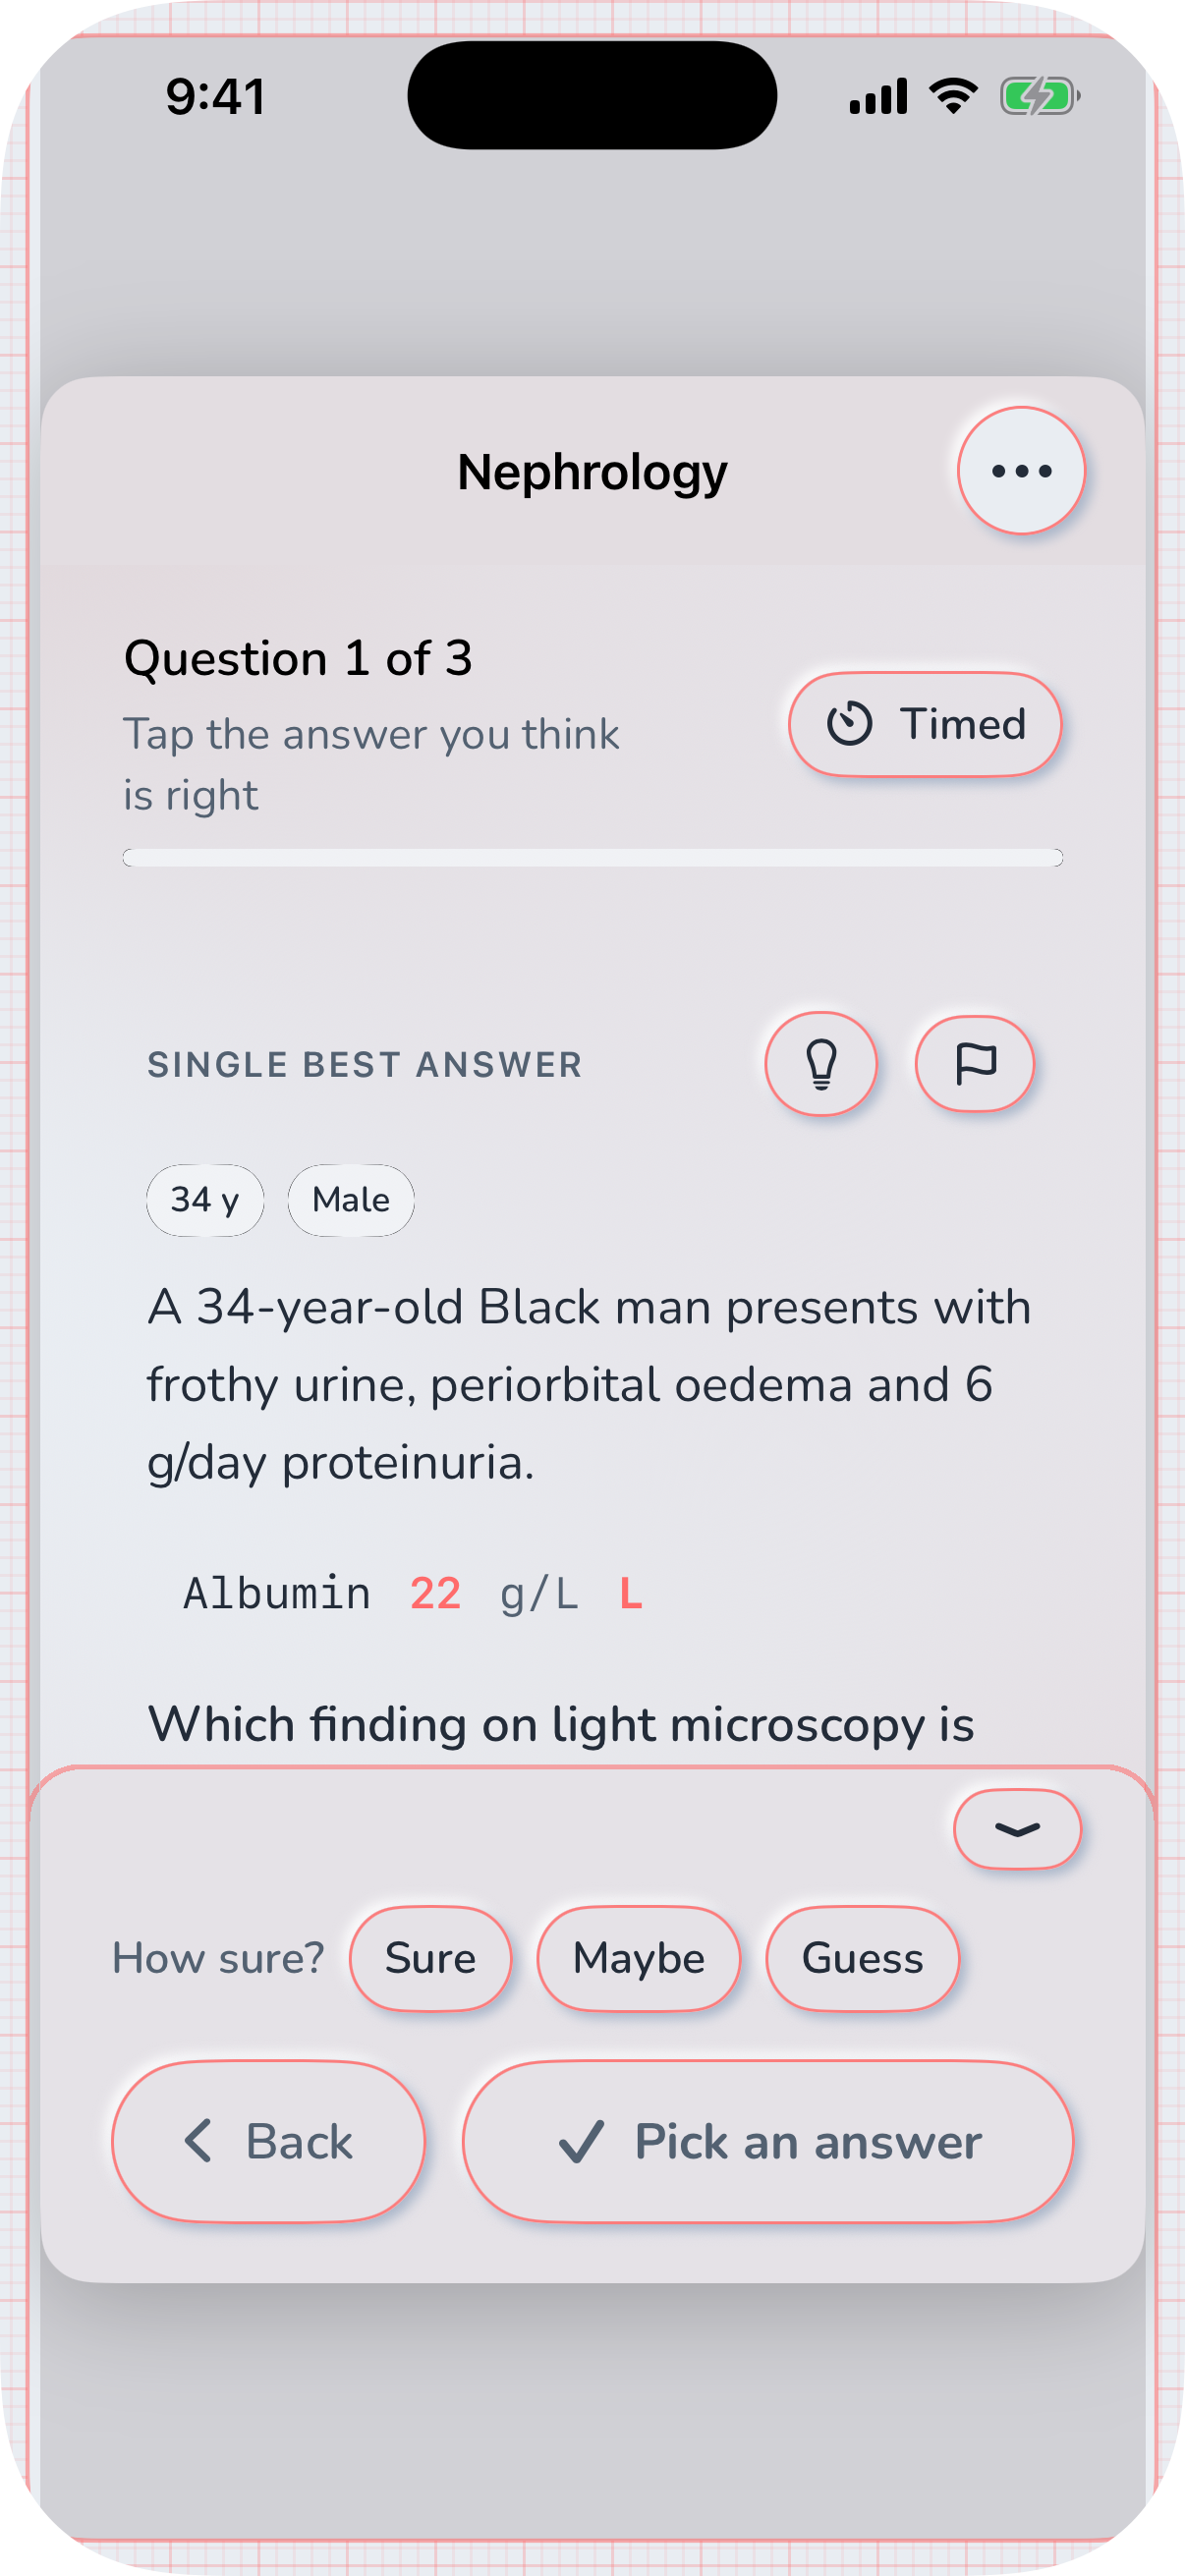 9:41
Nephrology
Question 1 of 3
Tap the answer you think
is right
Timed
SINGLE BEST ANSWER
34 y
Male
A 34-year-old Black man presents with
frothy urine, periorbital oedema and 6
g/day proteinuria.
Albumin 22 g/L L
Which finding on light microscopy is
How sure?
Sure
Maybe
Guess
Back
Pick an answer